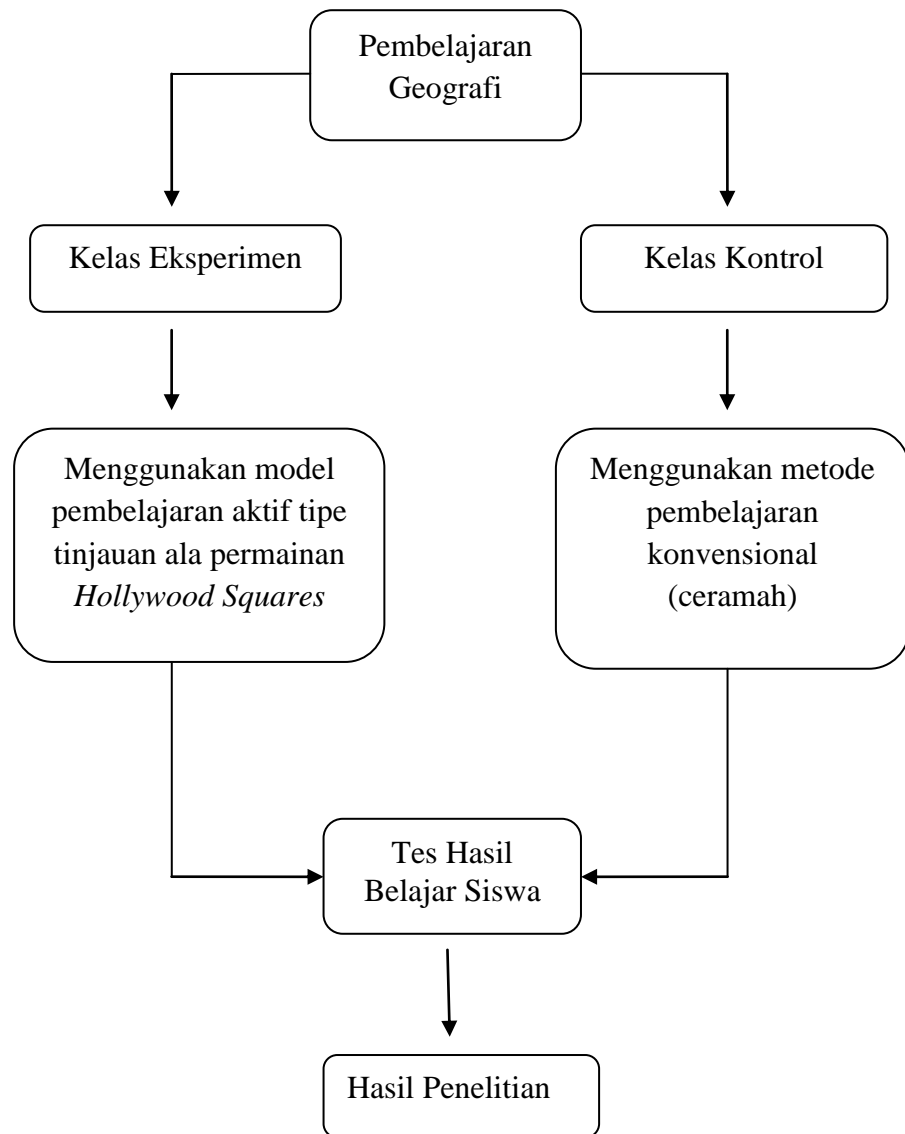 Pembelajaran
Geografi
Kelas Eksperimen
Kelas Kontrol
Menggunakan model
pembelajaran aktif tipe
tinjauan ala permainan
Hollywood Squares
Menggunakan metode
pembelajaran
konvensional
(ceramah)
Tes Hasil
Belajar Siswa
Hasil Penelitian